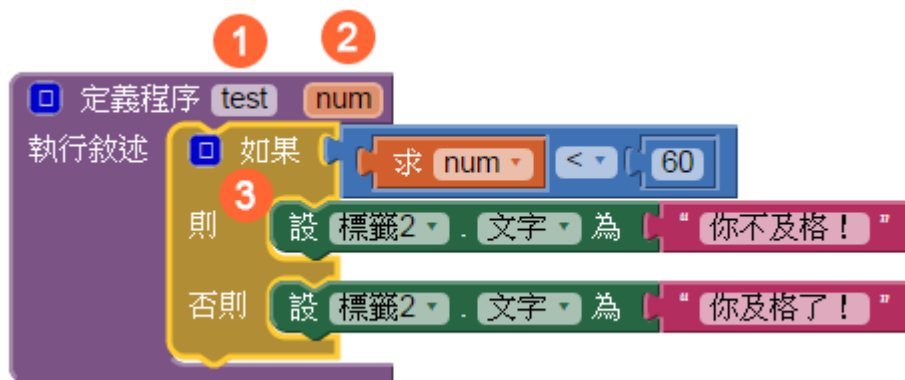 1 2
定義程序 test num
執行敘述 如果 求 num < 60
3
則 設 標籤2 . 文字 為 “ 你不及格！ ”
否則 設 標籤2 . 文字 為 “ 你及格了！ ”